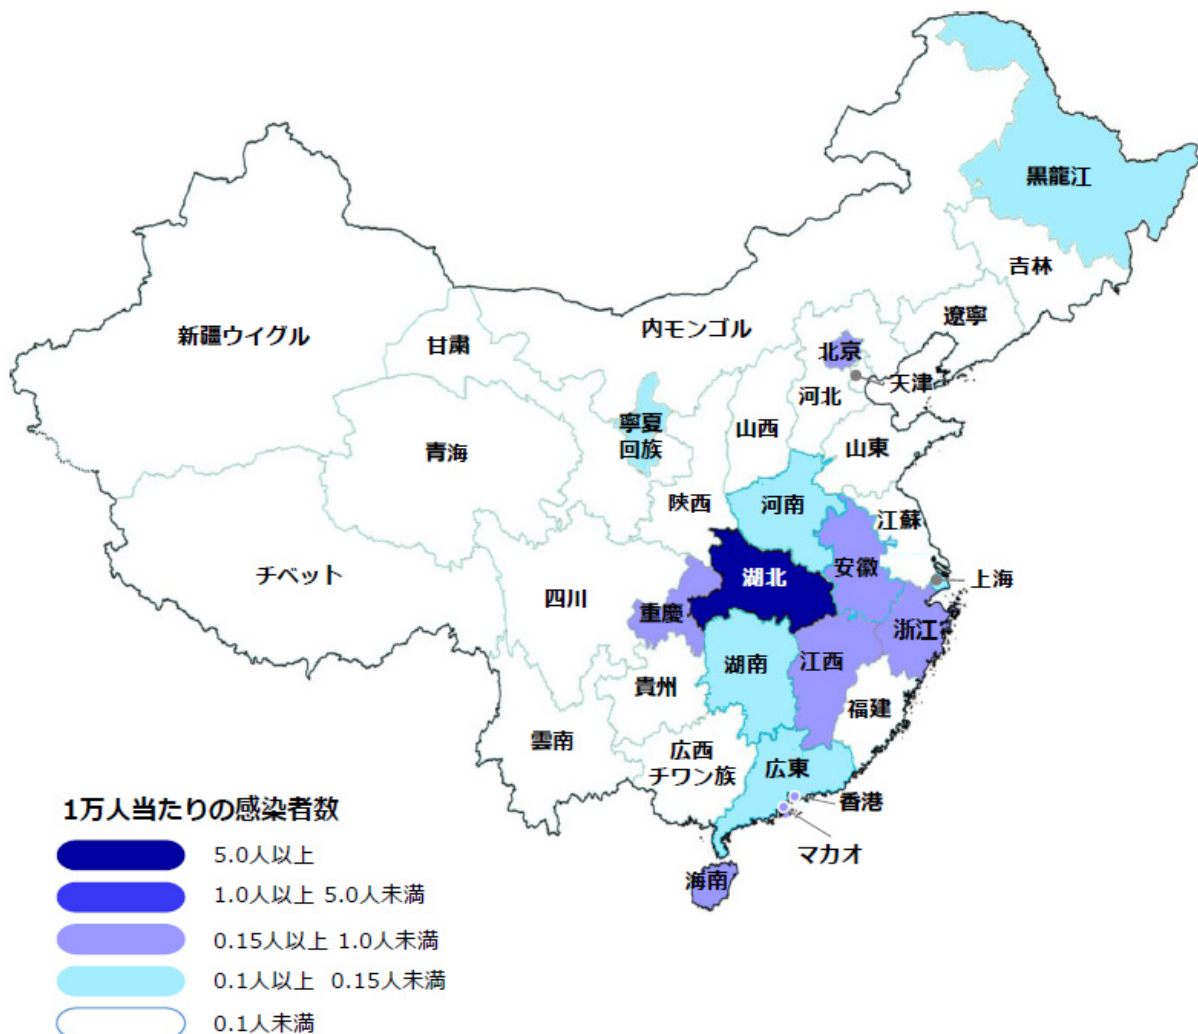 黒龍江
吉林
遼寧
内モンゴル
新疆ウイグル
甘粛
北京
天津
河北
寧夏
回族
山西
山東
青海
陝西
河南
江蘇
安徽
上海
チベット
四川
湖北
重慶
浙江
湖南
江西
貴州
福建
雲南
広西
チワン族
広東
香港
マカオ
海南
1万人当たりの感染者数
5.0人以上
1.0人以上 5.0人未満
0.15人以上 1.0人未満
0.1人以上 0.15人未満
0.1人未満